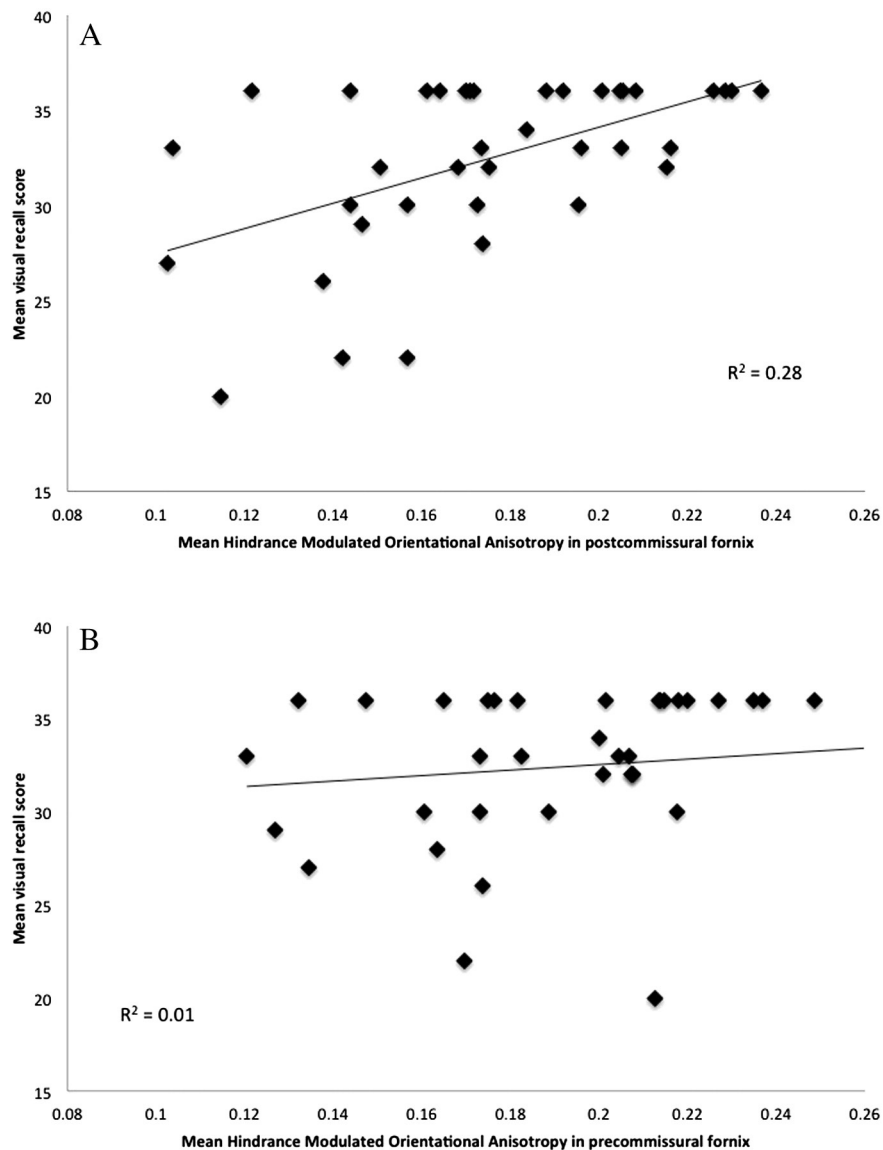 A
40
35
30
25
20
15
Mean visual recall score
R² = 0.28
0.08 0.1 0.12 0.14 0.16 0.18 0.2 0.22 0.24 0.26
Mean Hindrance Modulated Orientational Anisotropy in postcommissural fornix
B
40
35
30
25
20
15
Mean visual recall score
R² = 0.01
0.08 0.1 0.12 0.14 0.16 0.18 0.2 0.22 0.24 0.26
Mean Hindrance Modulated Orientational Anisotropy in precommissural fornix